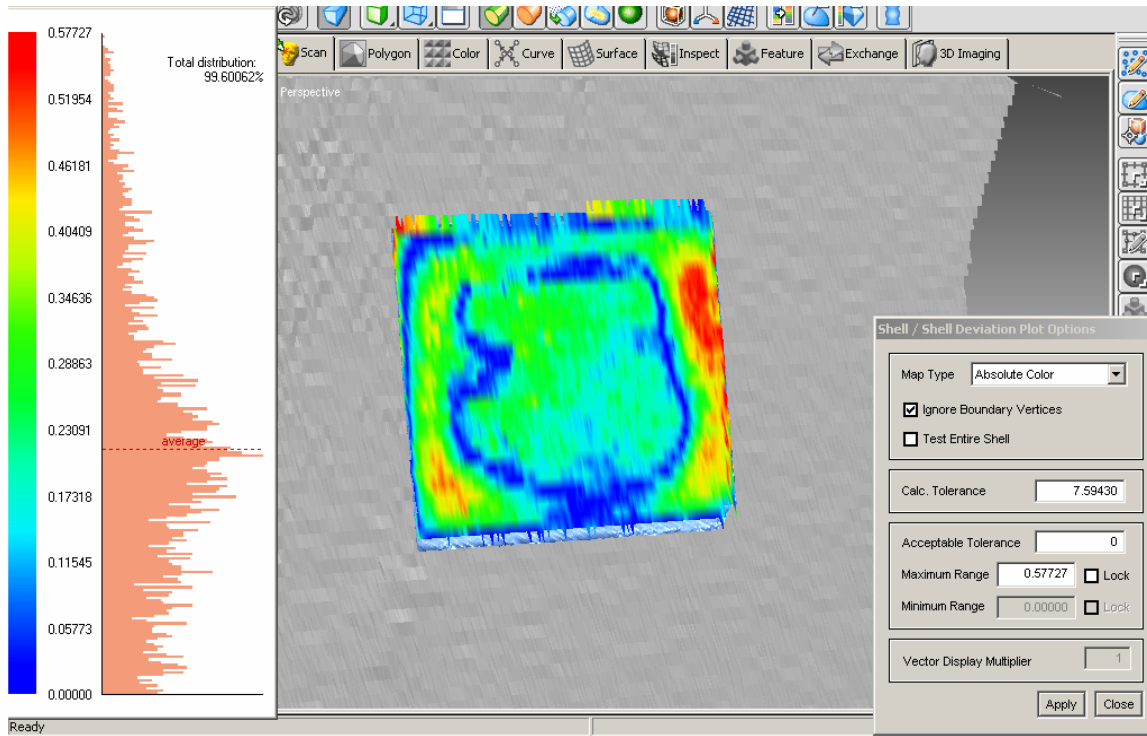 Scan Polygon Color Curve Surface Inspect Feature Exchange 3D Imaging
0.57727
0.51954
0.46181
0.40409
0.34636
0.28863
0.23091
0.17318
0.11545
0.05773
0.00000
Total distribution:
99.60062%
average
Perspective
Shell / Shell Deviation Plot Options
Map Type Absolute Color
Ignore Boundary Vertices
Test Entire Shell
Calc. Tolerance 7.59430
Acceptable Tolerance 0
Maximum Range 0.57727 Lock
Minimum Range 0.00000 Lock
Vector Display Multiplier 1
Apply Close
Ready